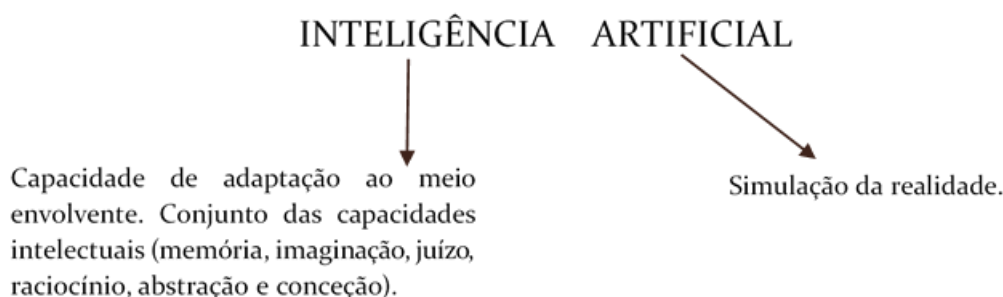 INTELIGÊNCIA ARTIFICIAL
Capacidade de adaptação ao meio
envolvente. Conjunto das capacidades
intelectuais (memória, imaginação, juízo,
raciocínio, abstração e conceção).
Simulação da realidade.